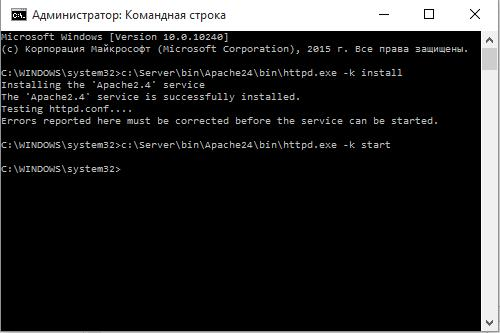 Администратор: Командная строка
Microsoft Windows [Version 10.0.10240]
(c) Корпорация Майкрософт (Microsoft Corporation), 2015 г. Все права защищены.
C:\WINDOWS\system32>c:\Server\bin\Apache24\bin\httpd.exe -k install
Installing the 'Apache2.4' service
The 'Apache2.4' service is successfully installed.
Testing httpd.conf....
Errors reported here must be corrected before the service can be started.
C:\WINDOWS\system32>c:\Server\bin\Apache24\bin\httpd.exe -k start
C:\WINDOWS\system32>